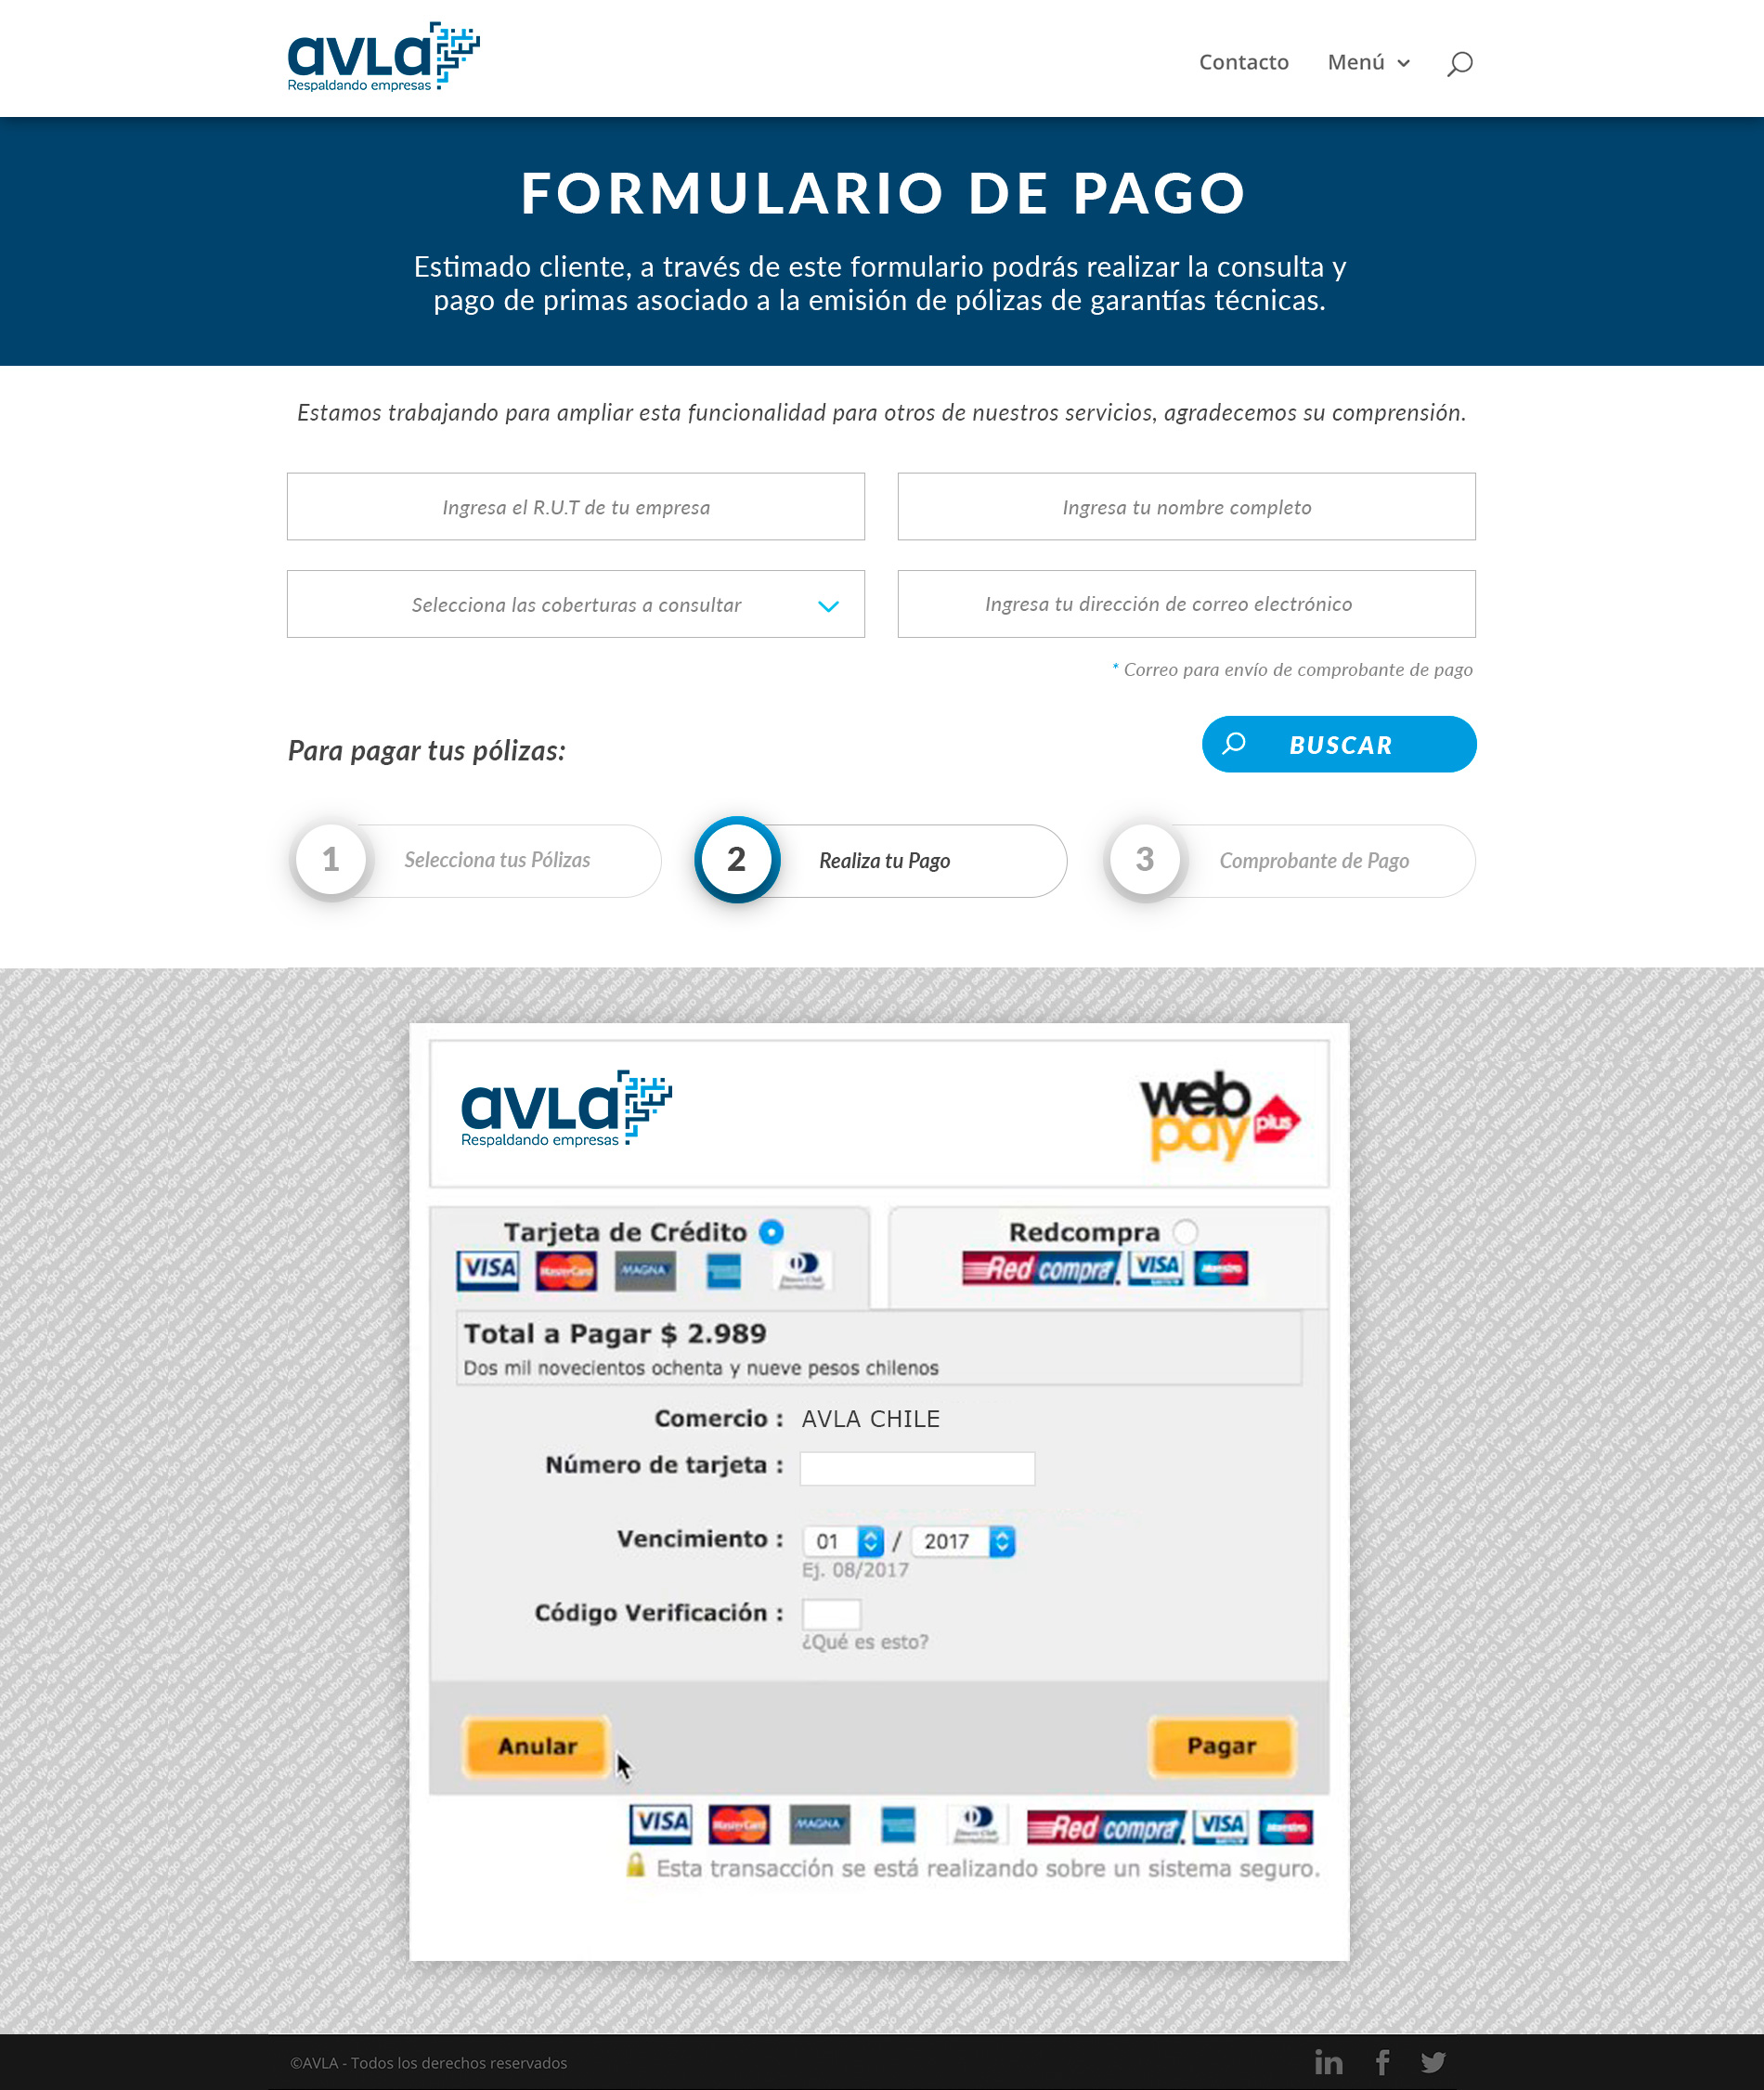 avla
Respaldando empresas
Contacto Menú
FORMULARIO DE PAGO
Estimado cliente, a través de este formulario podrás realizar la consulta y
pago de primas asociado a la emisión de pólizas de garantías técnicas.
Estamos trabajando para ampliar esta funcionalidad para otros de nuestros servicios, agradecemos su comprensión.
Ingresa el R.U.T de tu empresa
Ingresa tu nombre completo
Selecciona las coberturas a consultar
Ingresa tu dirección de correo electrónico
* Correo para envío de comprobante de pago
Para pagar tus pólizas:
BUSCAR
1 Selecciona tus Pólizas
2 Realiza tu Pago
3 Comprobante de Pago
avla
Respaldando empresas
web
pay plus
Tarjeta de Crédito
Redcompra
VISA MasterCard MAGNA
Red compra. VISA Maestro
Total a Pagar $ 2.989
Dos mil novecientos ochenta y nueve pesos chilenos
Comercio : AVLA CHILE
Número de tarjeta :
Vencimiento : 01 / 2017
Ej. 08/2017
Código Verificación :
¿Qué es esto?
Anular
Pagar
VISA MasterCard MAGNA Red compra. VISA Maestro
Esta transacción se está realizando sobre un sistema seguro.
©AVLA - Todos los derechos reservados